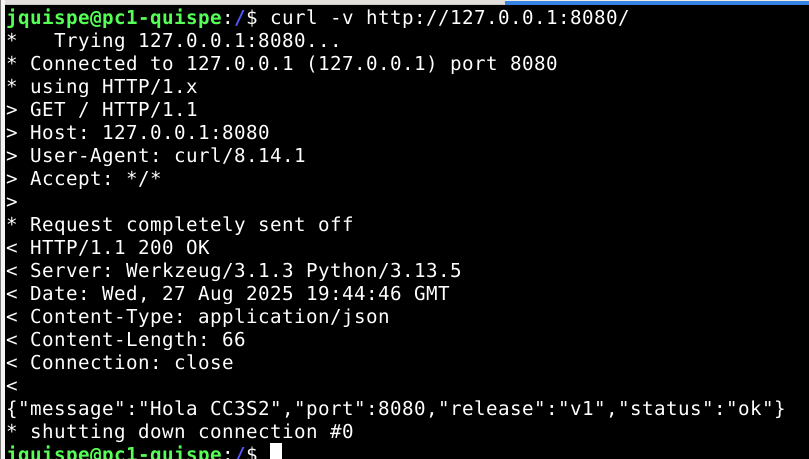 jquispe@pc1-quispe:/$ curl -v http://127.0.0.1:8080/
*   Trying 127.0.0.1:8080...
* Connected to 127.0.0.1 (127.0.0.1) port 8080
* using HTTP/1.x
> GET / HTTP/1.1
> Host: 127.0.0.1:8080
> User-Agent: curl/8.14.1
> Accept: */*
>
* Request completely sent off
< HTTP/1.1 200 OK
< Server: Werkzeug/3.1.3 Python/3.13.5
< Date: Wed, 27 Aug 2025 19:44:46 GMT
< Content-Type: application/json
< Content-Length: 66
< Connection: close
<
{"message":"Hola CC3S2","port":8080,"release":"v1","status":"ok"}
* shutting down connection #0
jquispe@pc1-quispe:/$